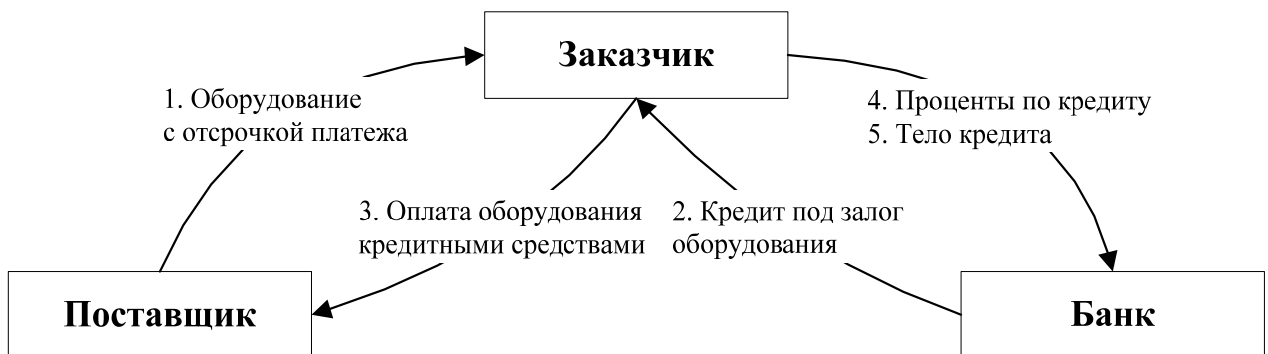 Заказчик
1. Оборудование
с отсрочкой платежа
4. Проценты по кредиту
5. Тело кредита
3. Оплата оборудования
кредитными средствами
2. Кредит под залог
оборудования
Поставщик
Банк